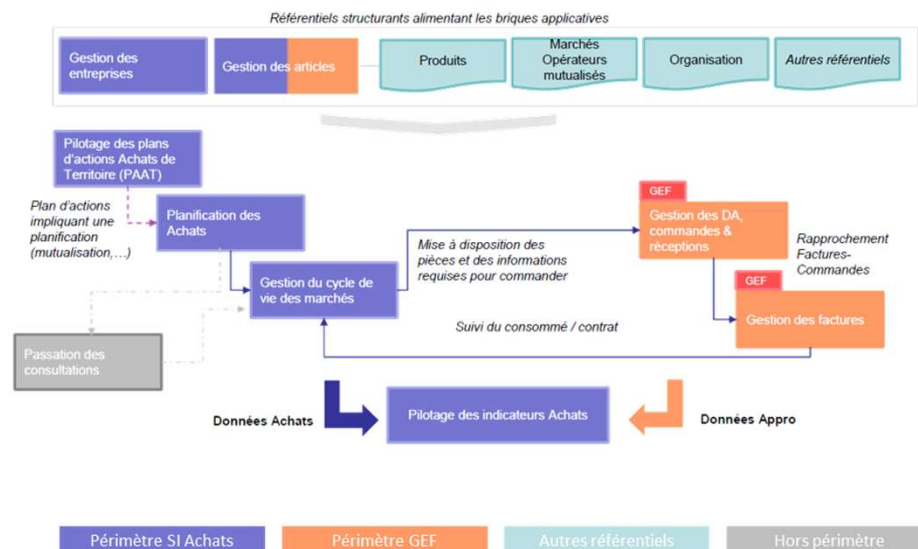 Référentiels structurants alimentant les briques applicatives
Gestion des
entreprises
Gestion des articles
Produits
Marchés
Opérateurs
mutualisés
Organisation
Autres référentiels
Pilotage des plans
d'actions Achats de
Territoire (PAAT)
Plan d'actions
impliquant une
planification
(mutualisation,…)
Planification des
Achats
Gestion du cycle de
vie des marchés
Mise à disposition des
pièces et des informations
requises pour commander
GEF
Gestion des DA,
commandes &
réceptions
Rapprochement
Factures-
Commandes
GEF
Gestion des factures
Suivi du consommé / contrat
Passation des
consultations
Données Achats
Pilotage des indicateurs Achats
Données Appro
Périmètre SI Achats
Périmètre GEF
Autres référentiels
Hors périmètre